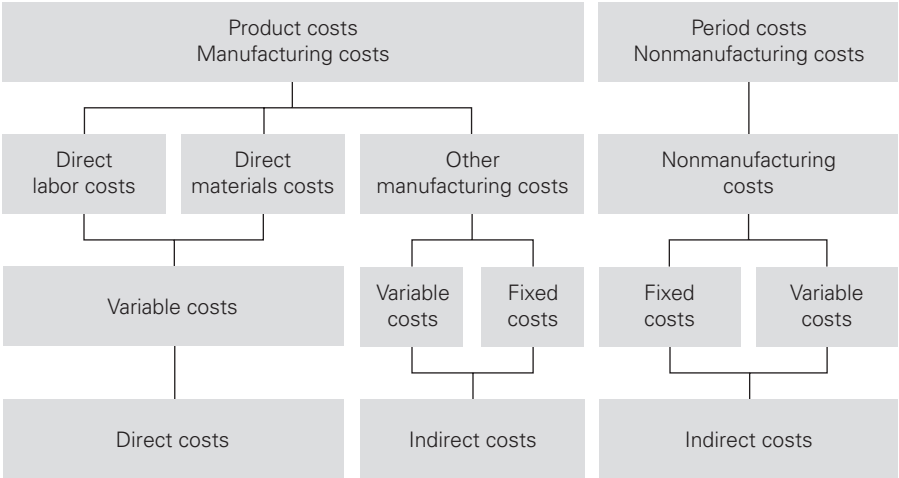 Product costs
Manufacturing costs
Period costs
Nonmanufacturing costs
Direct
labor costs
Direct
materials costs
Other
manufacturing costs
Nonmanufacturing
costs
Variable costs
Variable
costs
Fixed
costs
Fixed
costs
Variable
costs
Direct costs
Indirect costs
Indirect costs